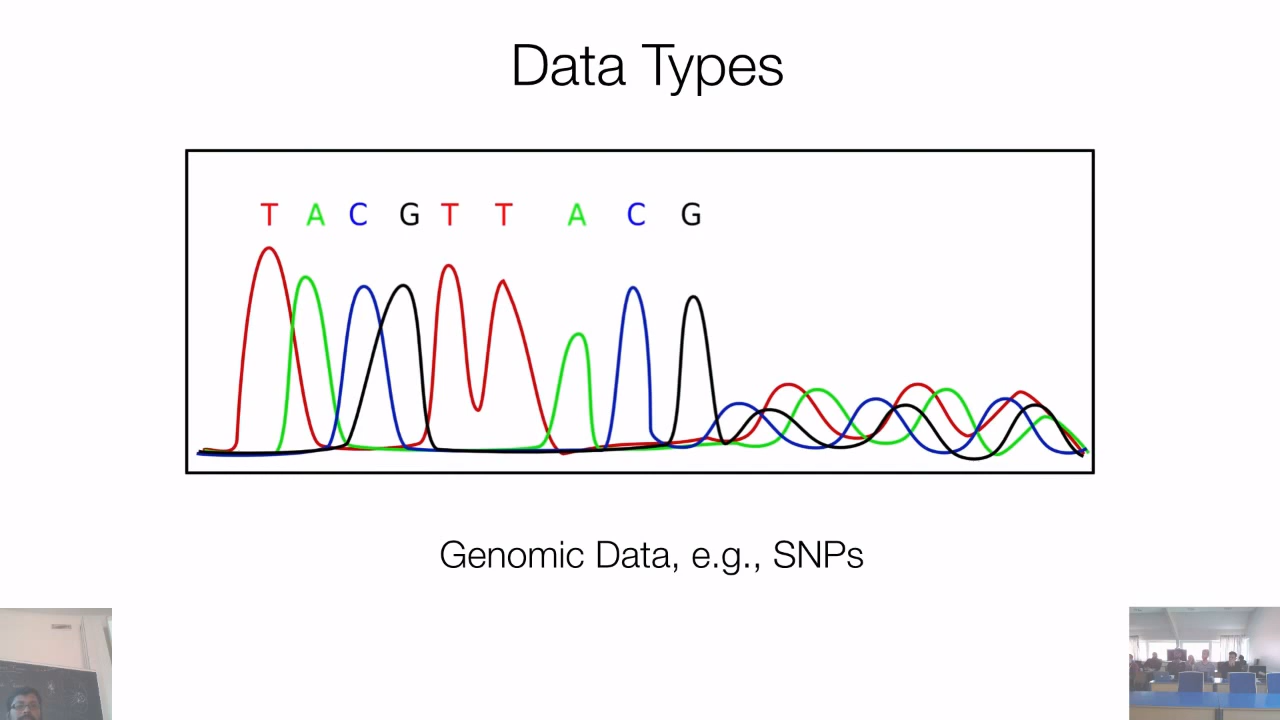 Data Types
T A C G T T A C G
Genomic Data, e.g., SNPs